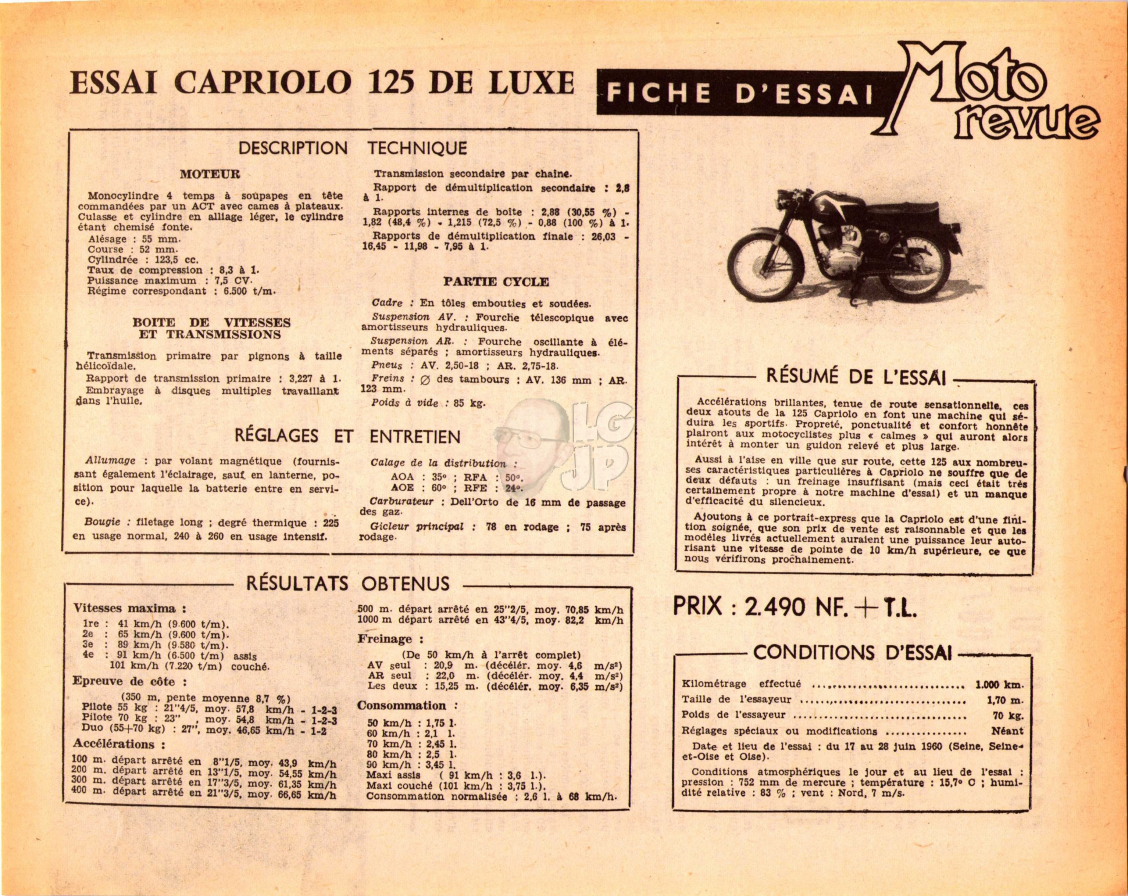 ESSAI CAPRIOLO 125 DE LUXE
FICHE D'ESSAI
Moto
revue
DESCRIPTION TECHNIQUE
MOTEUR
Monocylindre 4 temps à soupapes en tête
commandées par un ACT avec cames à plateaux.
Culasse et cylindre en alliage léger, le cylindre
étant chemisé fonte.
Alésage : 55 mm.
Course : 52 mm.
Cylindrée : 123,5 cc.
Taux de compression : 8,3 à 1.
Puissance maximum : 7,5 CV.
Régime correspondant : 6.500 t/m.
BOITE DE VITESSES
ET TRANSMISSIONS
Transmission primaire par pignons à taille
hélicoïdale.
Rapport de transmission primaire : 3,227 à 1.
Embrayage à disques multiples travaillant
dans l'huile.
Transmission secondaire par chaîne.
Rapport de démultiplication secondaire : 2,8
à 1.
Rapports internes de boîte : 2,88 (30,55 %) -
1,82 (48,4 %) - 1,215 (72,5 %) - 0,88 (100 %) à 1.
Rapports de démultiplication finale : 26,03 -
16,45 - 11,98 - 7,95 à 1.
PARTIE CYCLE
Cadre : En tôles embouties et soudées.
Suspension AV. : Fourche télescopique avec
amortisseurs hydrauliques.
Suspension AR. : Fourche oscillante à élé-
ments séparés ; amortisseurs hydrauliques.
Pneus : AV. 2,50-18 ; AR. 2,75-18.
Freins : ∅ des tambours : AV. 136 mm ; AR.
123 mm.
Poids à vide : 85 kg.
RÉGLAGES ET ENTRETIEN
Allumage : par volant magnétique (fournis-
sant également l'éclairage, sauf en lanterne, po-
sition pour laquelle la batterie entre en servi-
ce).
Bougie : filetage long ; degré thermique : 225
en usage normal, 240 à 260 en usage intensif.
Calage de la distribution :
AOA : 35° ; RFA : 50°.
AOE : 60° ; RFE : 24°.
Carburateur : Dell'Orto de 16 mm de passage
des gaz.
Gicleur principal : 78 en rodage ; 75 après
rodage.
LG
JP
RÉSULTATS OBTENUS
Vitesses maxima :
1re : 41 km/h (9.600 t/m).
2e : 65 km/h (9.600 t/m).
3e : 89 km/h (9.580 t/m).
4e : 91 km/h (6.500 t/m) assis
101 km/h (7.220 t/m) couché.
Epreuve de côte :
(350 m, pente moyenne 8,7 %)
Pilote 55 kg : 21"4/5, moy. 57,8 km/h - 1-2-3
Pilote 70 kg : 23" , moy. 54,8 km/h - 1-2-3
Duo (55+70 kg) : 27", moy. 46,65 km/h - 1-2
Accélérations :
100 m. départ arrêté en 8"1/5, moy. 43,9 km/h
200 m. départ arrêté en 13"1/5, moy. 54,55 km/h
300 m. départ arrêté en 17"3/5, moy. 61,35 km/h
400 m. départ arrêté en 21"3/5, moy. 66,65 km/h
500 m. départ arrêté en 25"2/5, moy. 70,85 km/h
1000 m départ arrêté en 43"4/5, moy. 82,2 km/h
Freinage :
(De 50 km/h à l'arrêt complet)
AV seul : 20,9 m. (décélér. moy. 4,6 m/s²)
AR seul : 22,0 m. (décélér. moy. 4,4 m/s²)
Les deux : 15,25 m. (décélér. moy. 6,35 m/s²)
Consommation :
50 km/h : 1,75 l.
60 km/h : 2,1 l.
70 km/h : 2,45 l.
80 km/h : 2,5 l.
90 km/h : 3,45 l.
Maxi assis ( 91 km/h : 3,6 l.).
Maxi couché (101 km/h : 3,75 l.).
Consommation normalisée : 2,6 l. à 68 km/h.
RÉSUMÉ DE L'ESSAI
Accélérations brillantes, tenue de route sensationnelle, ces
deux atouts de la 125 Capriolo en font une machine qui sé-
duira les sportifs. Propreté, ponctualité et confort honnête
plairont aux motocyclistes plus « calmes » qui auront alors
intérêt à monter un guidon relevé et plus large.
Aussi à l'aise en ville que sur route, cette 125 aux nombreu-
ses caractéristiques particulières à Capriolo ne souffre que de
deux défauts : un freinage insuffisant (mais ceci était très
certainement propre à notre machine d'essai) et un manque
d'efficacité du silencieux.
Ajoutons à ce portrait-express que la Capriolo est d'une fini-
tion soignée, que son prix de vente est raisonnable et que les
modèles livrés actuellement auraient une puissance leur auto-
risant une vitesse de pointe de 10 km/h supérieure, ce que
nous vérifirons prochainement.
PRIX : 2.490 NF. + T.L.
CONDITIONS D'ESSAI
Kilométrage effectué .............................. 1.000 km.
Taille de l'essayeur .................................. 1,70 m.
Poids de l'essayeur ................................... 70 kg.
Réglages spéciaux ou modifications ................ Néant
Date et lieu de l'essai : du 17 au 28 juin 1960 (Seine, Seine-
et-Oise et Oise).
Conditions atmosphériques le jour et au lieu de l'essai :
pression : 752 mm de mercure ; température : 15,7° C ; humi-
dité relative : 83 % ; vent : Nord, 7 m/s.